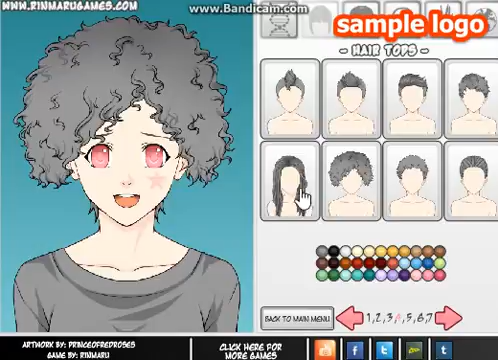 WWW.RINMARUGAMES.COM
www.Bandicam.com
sample logo
- HAIR TOPS -
BACK TO MAIN MENU
1,2,3,4,5,6,7
ARTWORK BY: PRINCEOFREDROSES
GAME BY: RINMARU
CLICK HERE FOR
MORE GAMES